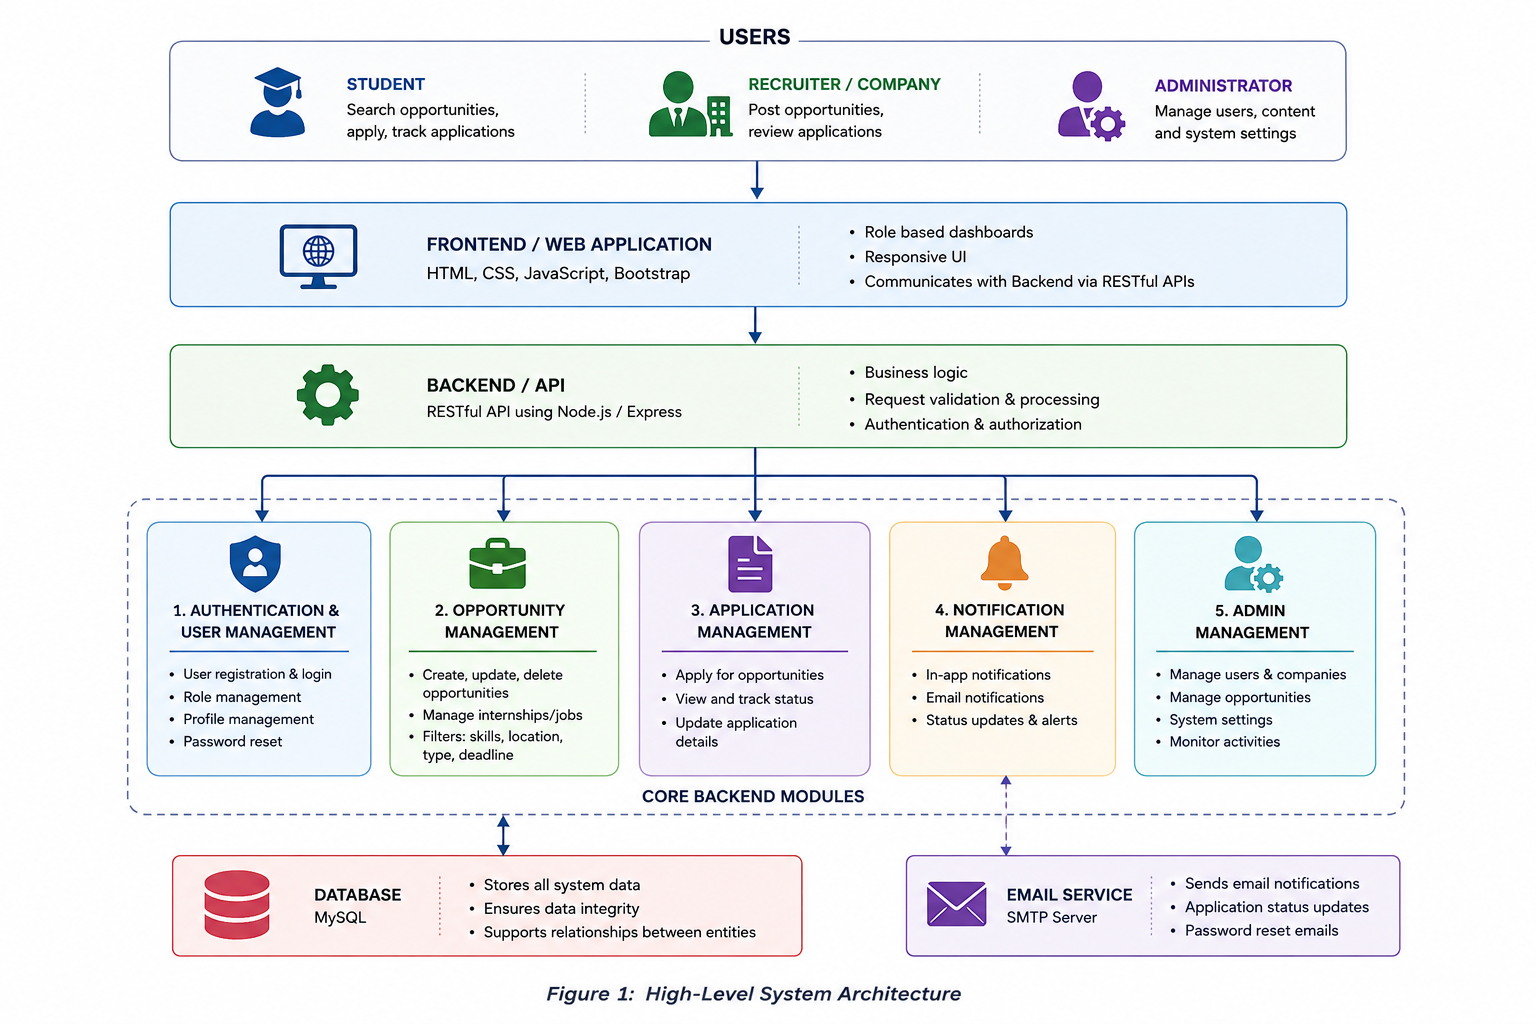 USERS
STUDENT
Search opportunities,
apply, track applications
RECRUITER / COMPANY
Post opportunities,
review applications
ADMINISTRATOR
Manage users, content
and system settings
FRONTEND / WEB APPLICATION
HTML, CSS, JavaScript, Bootstrap
• Role based dashboards
• Responsive UI
• Communicates with Backend via RESTful APIs
BACKEND / API
RESTful API using Node.js / Express
• Business logic
• Request validation & processing
• Authentication & authorization
1. AUTHENTICATION &
USER MANAGEMENT
• User registration & login
• Role management
• Profile management
• Password reset
2. OPPORTUNITY
MANAGEMENT
• Create, update, delete
opportunities
• Manage internships/jobs
• Filters: skills, location,
type, deadline
3. APPLICATION
MANAGEMENT
• Apply for opportunities
• View and track status
• Update application
details
4. NOTIFICATION
MANAGEMENT
• In-app notifications
• Email notifications
• Status updates & alerts
5. ADMIN
MANAGEMENT
• Manage users & companies
• Manage opportunities
• System settings
• Monitor activities
CORE BACKEND MODULES
DATABASE
MySQL
• Stores all system data
• Ensures data integrity
• Supports relationships between entities
EMAIL SERVICE
SMTP Server
• Sends email notifications
• Application status updates
• Password reset emails
Figure 1: High-Level System Architecture